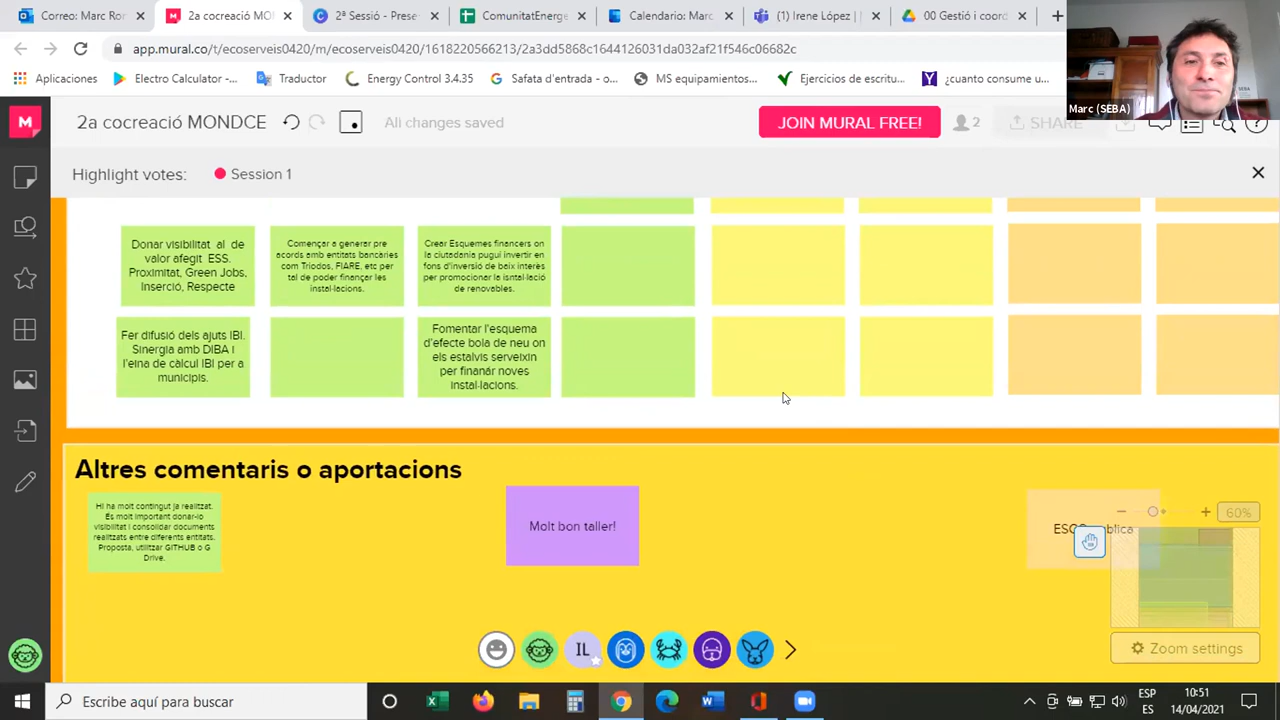 Correo: Marc Ror
2a cocreació MON
2ª Sessió - Prese
ComunitatEnerge
Calendario: Marc
(1) Irene López |
00 Gestió i coord
app.mural.co/t/ecoserveis0420/m/ecoserveis0420/1618220566213/2a3dd5868c1644126031da032af21f546c06682c
Aplicaciones
Electro Calculator -...
Traductor
Energy Control 3.4.35
Safata d'entrada - o...
MS equipamentos...
Ejercicios de escritu...
¿cuanto consume u...
Marc (SEBA)
2a cocreació MONDCE
All changes saved
JOIN MURAL FREE!
2
SHARE
Highlight votes:
Session 1
Donar visibilitat al de
valor afegit ESS.
Proximitat, Green Jobs,
Inserció, Respecte
Començar a generar pre
acords amb entitats bancàries
com Triodos, FIARE, etc per
tal de poder finançar les
instal·lacions.
Crear Esquemes financers on
la ciutadania pugui invertir en
fons d'inversio de baix interès
per promocionar la isntal·lació
de renovables.
Fer difusió dels ajuts IBI.
Sinergia amb DIBA i
l'eina de càlcul IBI per a
municipis.
Fomentar l'esquema
d'efecte bola de neu on
els estalvis serveixin
per finanár noves
instal·lacions.
Altres comentaris o aportacions
Hi ha molt contingut ja realitzat.
És molt important donar-io
visibilitat i consolidar documents
realitzats entre diferents entitats.
Proposta, utilitzar GITHUB o G
Drive.
Molt bon taller!
60%
IL
Zoom settings
Escribe aquí para buscar
ESP
ES
10:51
14/04/2021